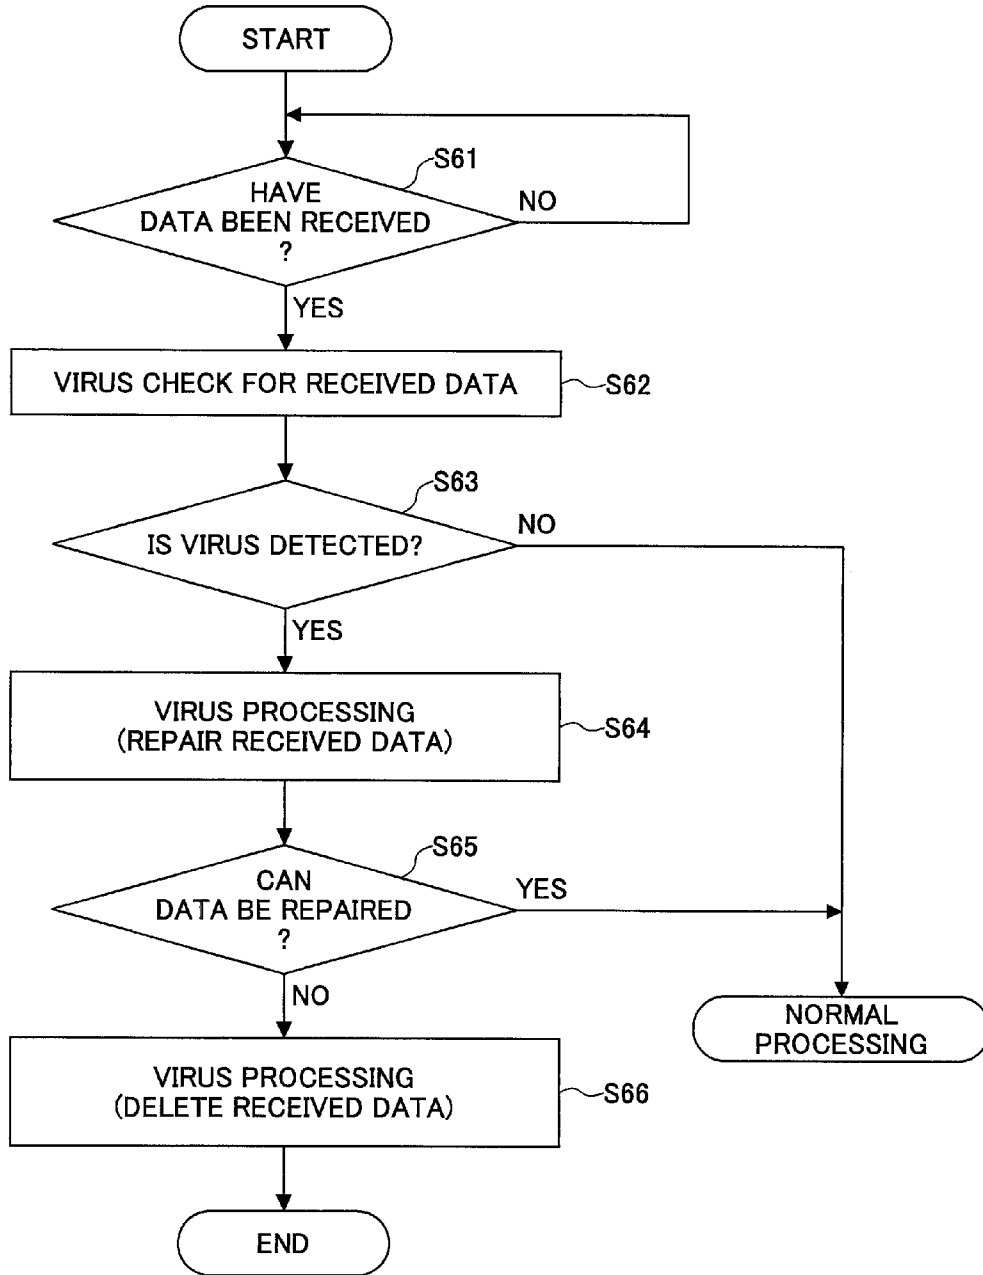 START
S61
HAVE
DATA BEEN RECEIVED
?
NO
YES
VIRUS CHECK FOR RECEIVED DATA
S62
S63
IS VIRUS DETECTED?
NO
YES
VIRUS PROCESSING
(REPAIR RECEIVED DATA)
S64
S65
CAN
DATA BE REPAIRED
?
YES
NO
NORMAL
PROCESSING
VIRUS PROCESSING
(DELETE RECEIVED DATA)
S66
END